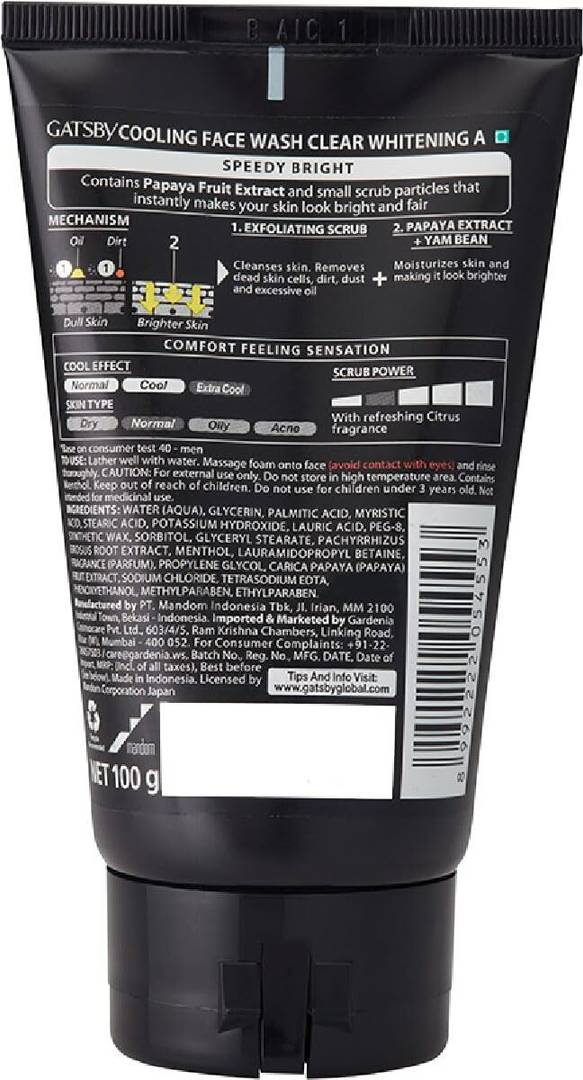 B AIC 1
GATSBY COOLING FACE WASH CLEAR WHITENING A
SPEEDY BRIGHT
Contains Papaya Fruit Extract and small scrub particles that
instantly makes your skin look bright and fair
MECHANISM
Oil Dirt
1 1
2
Dull Skin Brighter Skin
1. EXFOLIATING SCRUB
Cleanses skin. Removes
dead skin cells, dirt, dust
and excessive oil
+
2. PAPAYA EXTRACT
+ YAM BEAN
Moisturizes skin and
making it look brighter
COMFORT FEELING SENSATION
COOL EFFECT
Normal Cool Extra Cool
SKIN TYPE
Dry Normal Oily Acne
SCRUB POWER
With refreshing Citrus
fragrance
*Base on consumer test 40 - men
TO USE: Lather well with water. Massage foam onto face (avoid contact with eyes) and rinse
thoroughly. CAUTION: For external use only. Do not store in high temperature area. Contains
Menthol. Keep out of reach of children. Do not use for children under 3 years old. Not
intended for medicinal use.
INGREDIENTS: WATER (AQUA), GLYCERIN, PALMITIC ACID, MYRISTIC
ACID, STEARIC ACID, POTASSIUM HYDROXIDE, LAURIC ACID, PEG-8,
SYNTHETIC WAX, SORBITOL, GLYCERYL STEARATE, PACHYRRHIZUS
EROSUS ROOT EXTRACT, MENTHOL, LAURAMIDOPROPYL BETAINE,
FRAGRANCE (PARFUM), PROPYLENE GLYCOL, CARICA PAPAYA (PAPAYA)
FRUIT EXTRACT, SODIUM CHLORIDE, TETRASODIUM EDTA,
PHENOXYETHANOL, METHYLPARABEN, ETHYLPARABEN.
Manufactured by PT. Mandom Indonesia Tbk, Jl. Irian, MM 2100
Industrial Town, Bekasi - Indonesia. Imported & Marketed by Gardenia
Cosmocare Pvt. Ltd., 603/4/5, Ram Krishna Chambers, Linking Road,
Mumbai - 400 052. For Consumer Complaints: +91-22-
/ care@gardenia.ws, Batch No., Reg. No., MFG. DATE, Date of
Import, MRP: (Incl. of all taxes), Best before
(See below). Made in Indonesia. Licensed by
Mandom Corporation Japan
Tips And Info Visit:
www.gatsbyglobal.com
mandom
NET 100 g
8 992222 054553